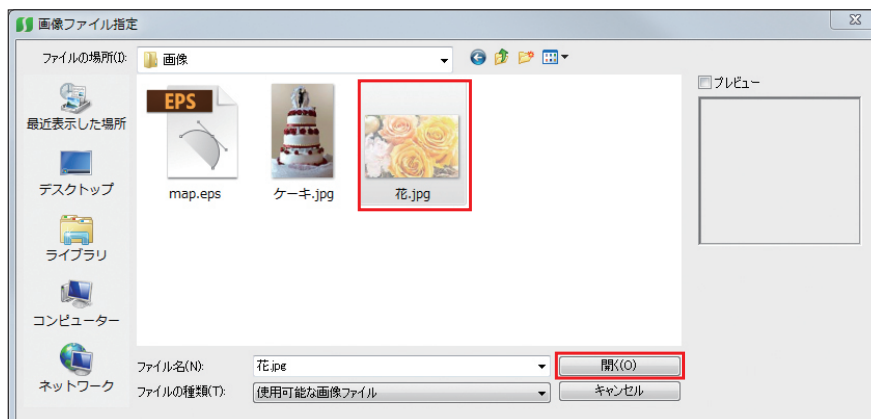 画像ファイル指定
ファイルの場所(I):
画像
プレビュー
EPS
最近表示した場所
map.eps
ケーキ.jpg
花.jpg
デスクトップ
ライブラリ
コンピューター
ネットワーク
ファイル名(N):
花.jpg
開く(O)
ファイルの種類(T):
使用可能な画像ファイル
キャンセル